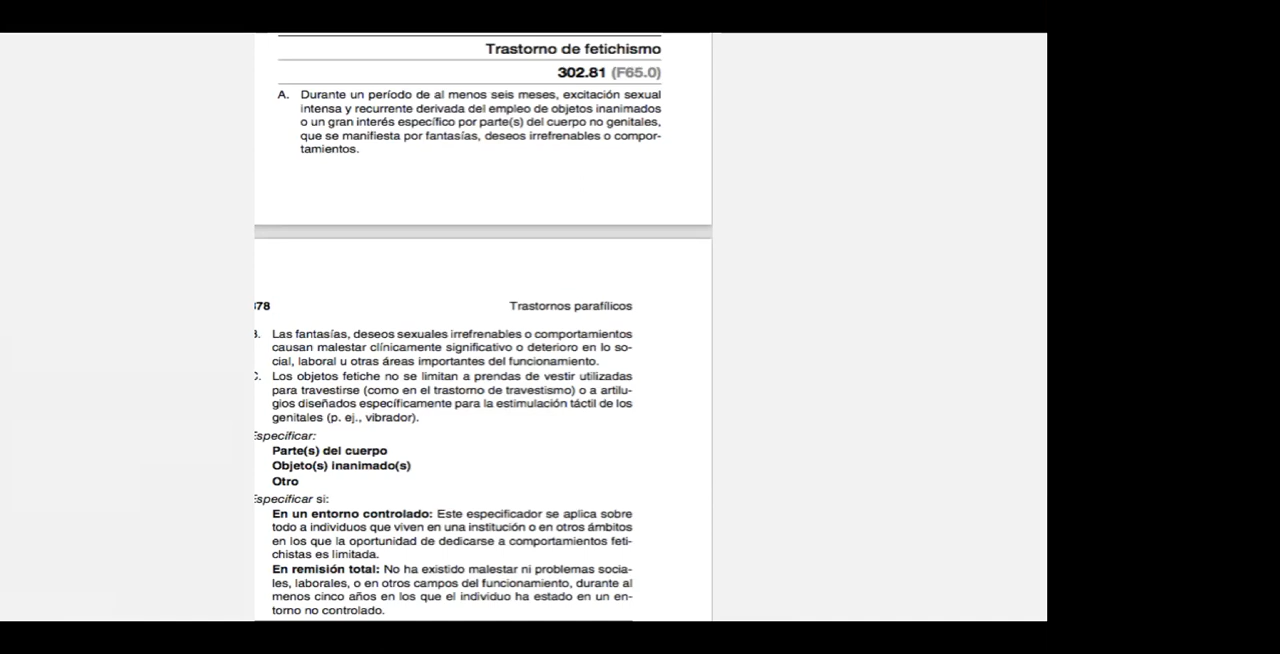 Trastorno de fetichismo
302.81 (F65.0)
A. Durante un período de al menos seis meses, excitación sexual
intensa y recurrente derivada del empleo de objetos inanimados
o un gran interés específico por parte(s) del cuerpo no genitales,
que se manifiesta por fantasías, deseos irrefrenables o compor-
tamientos.
78 Trastornos parafílicos
B. Las fantasías, deseos sexuales irrefrenables o comportamientos
causan malestar clínicamente significativo o deterioro en lo so-
cial, laboral u otras áreas importantes del funcionamiento.
C. Los objetos fetiche no se limitan a prendas de vestir utilizadas
para travestirse (como en el trastorno de travestismo) o a artilu-
gios diseñados específicamente para la estimulación táctil de los
genitales (p. ej., vibrador).
Especificar:
Parte(s) del cuerpo
Objeto(s) inanimado(s)
Otro
Especificar si:
En un entorno controlado: Este especificador se aplica sobre
todo a individuos que viven en una institución o en otros ámbitos
en los que la oportunidad de dedicarse a comportamientos feti-
chistas es limitada.
En remisión total: No ha existido malestar ni problemas socia-
les, laborales, o en otros campos del funcionamiento, durante al
menos cinco años en los que el individuo ha estado en un en-
torno no controlado.